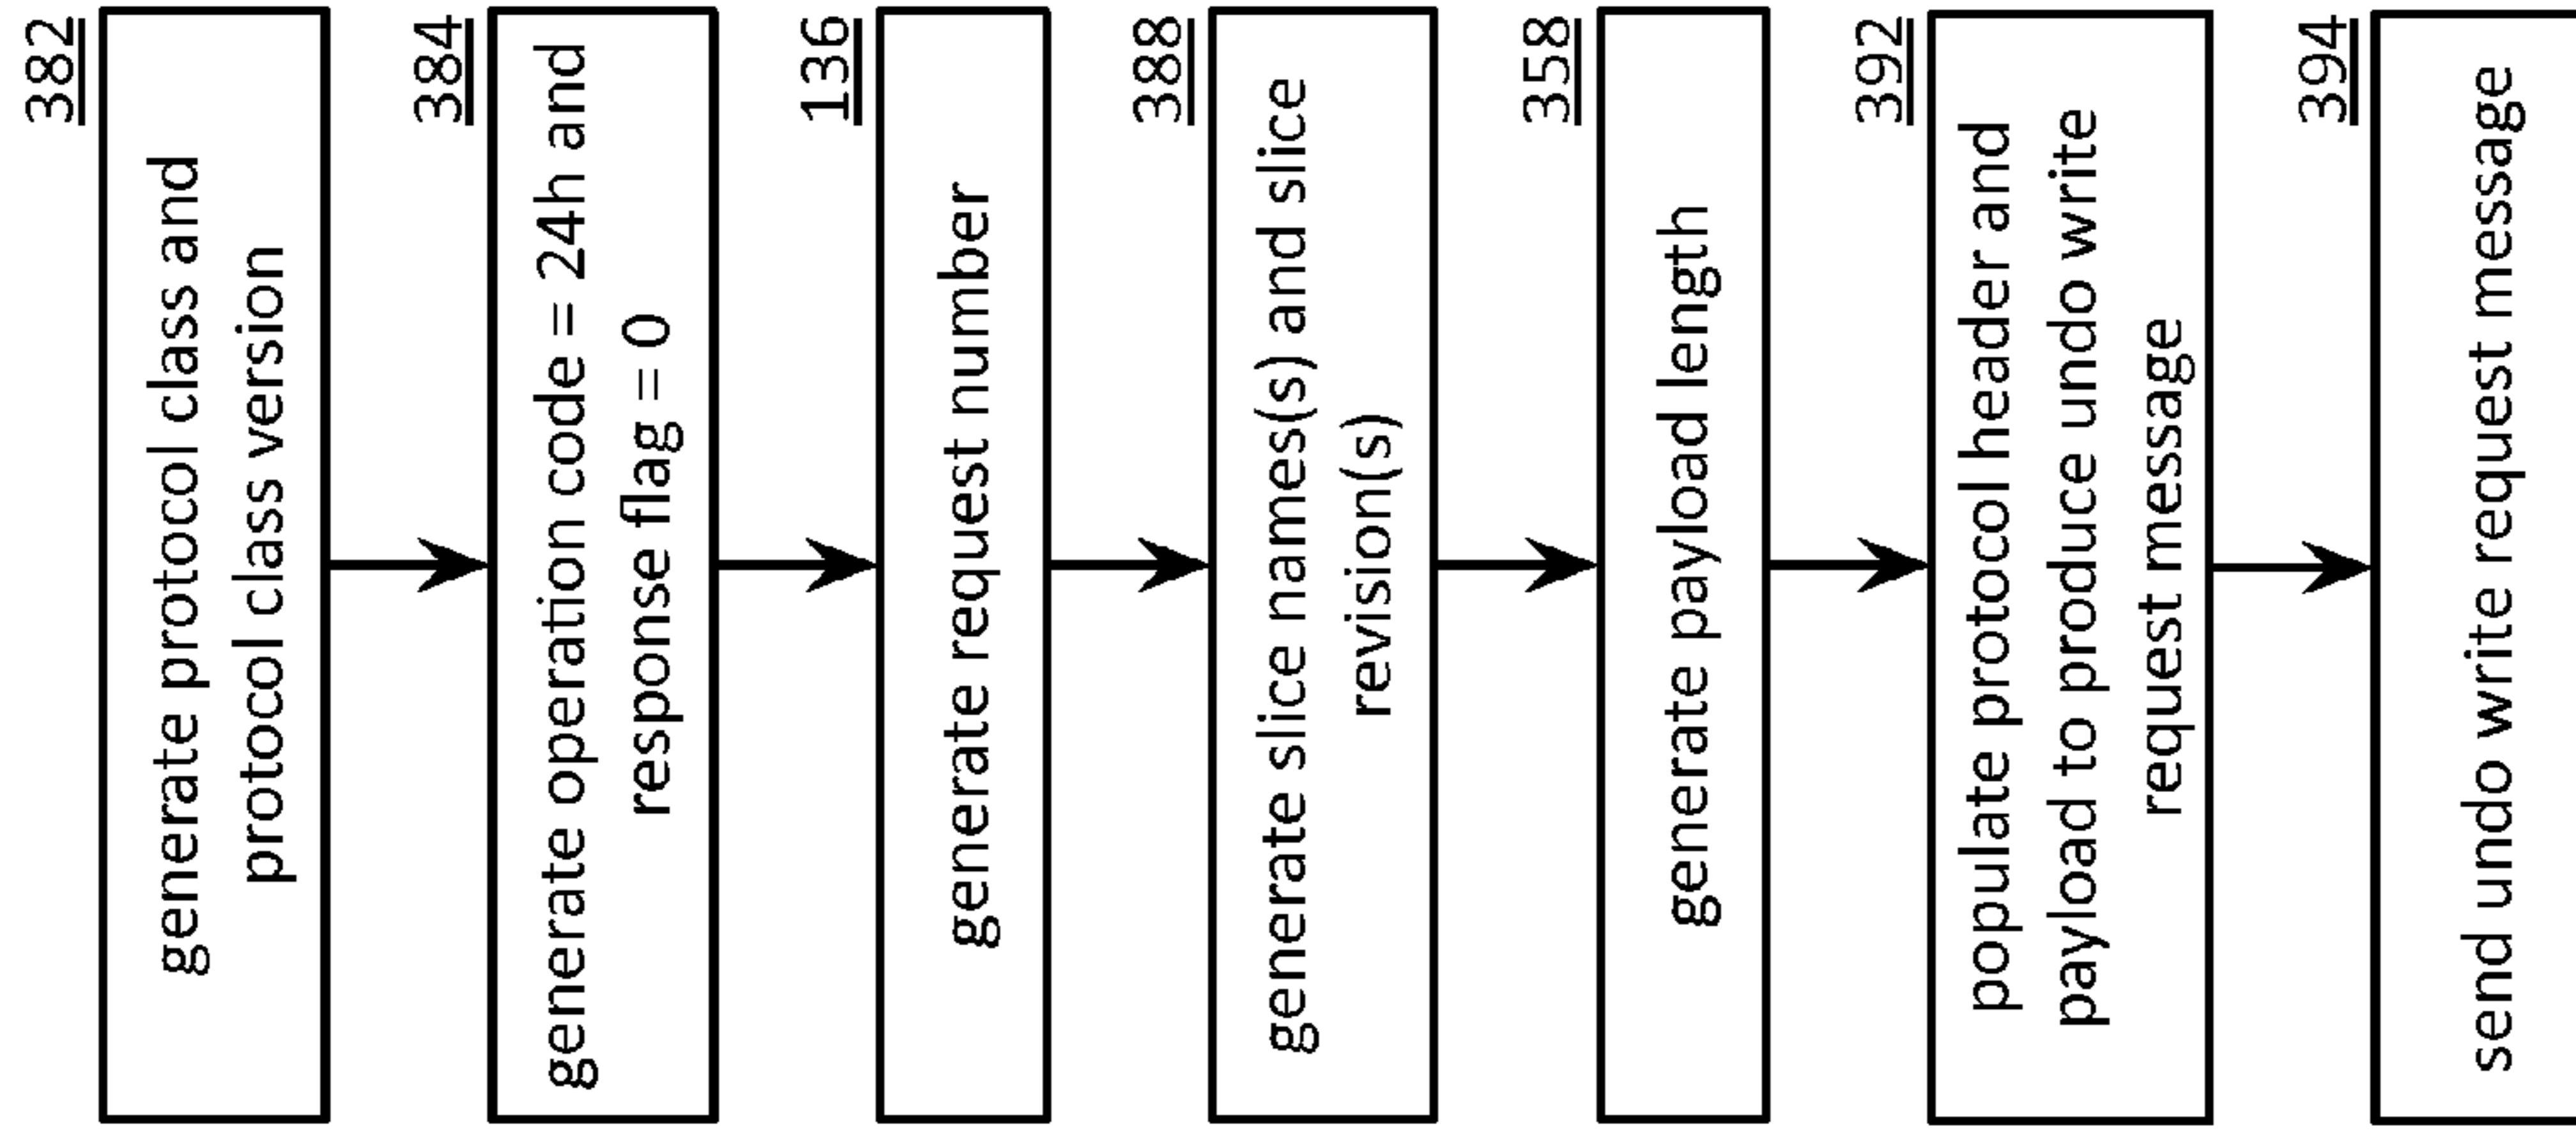 382
generate protocol class and
protocol class version
384
generate operation code = 24h and
response flag = 0
136
generate request number
388
generate slice names(s) and slice
revision(s)
358
generate payload length
392
populate protocol header and
payload to produce undo write
request message
394
send undo write request message